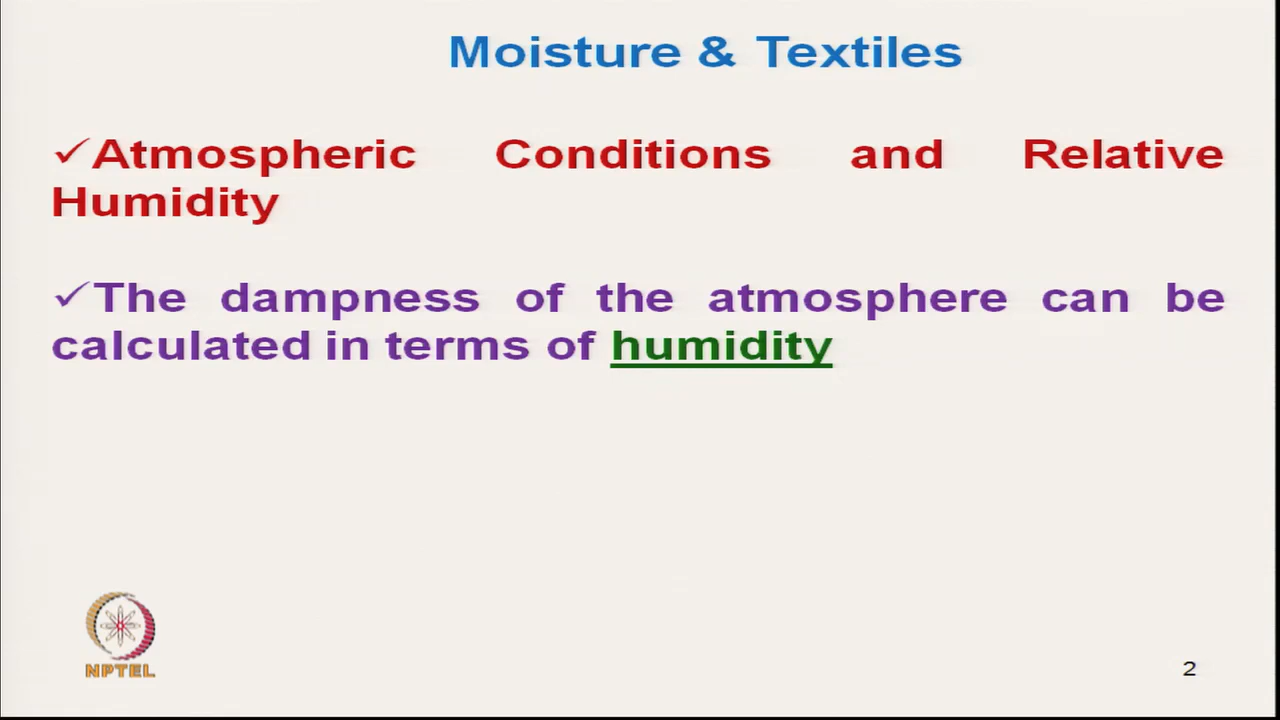 Moisture & Textiles
✓Atmospheric Conditions and Relative
Humidity
✓The dampness of the atmosphere can be
calculated in terms of humidity
NPTEL
2